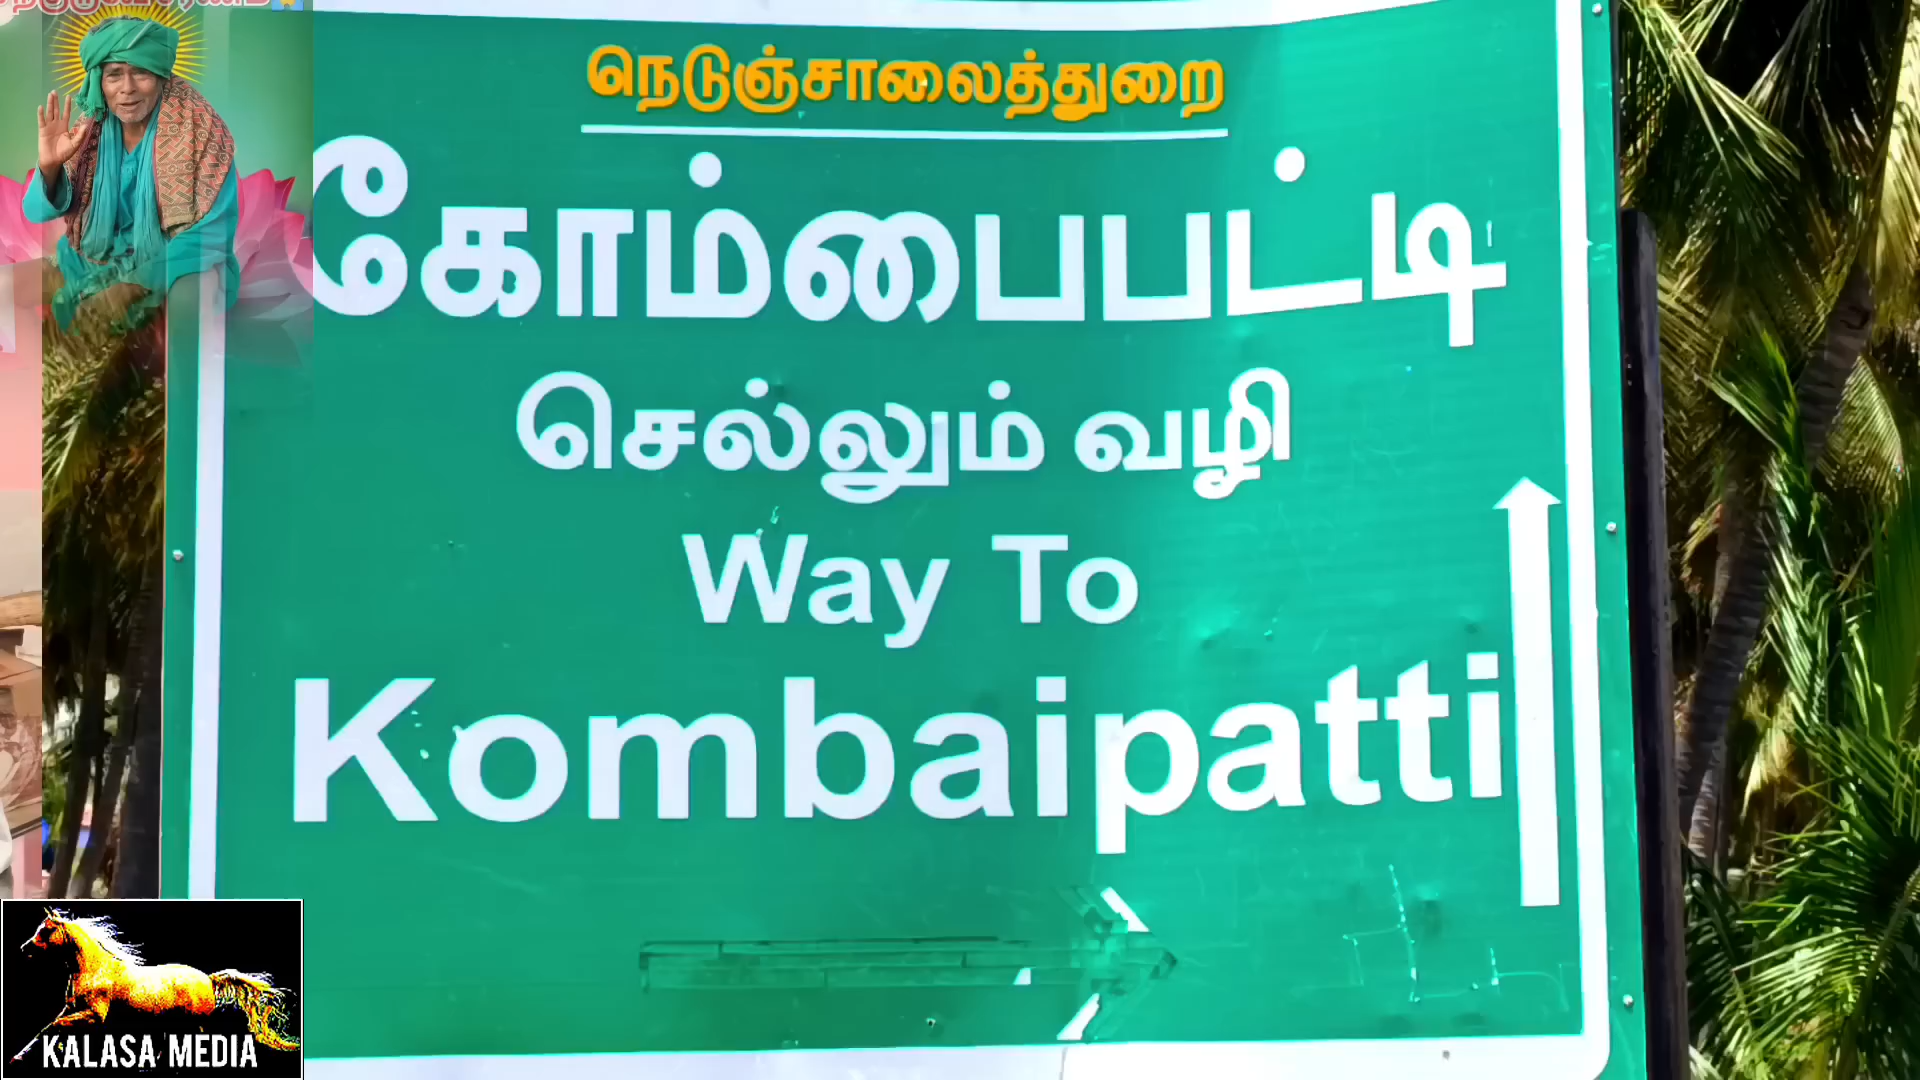 நெடுஞ்சாலைத்துறை
கோம்பைபட்டி
செல்லும் வழி
Way To
Kombaipatti
KALASA MEDIA